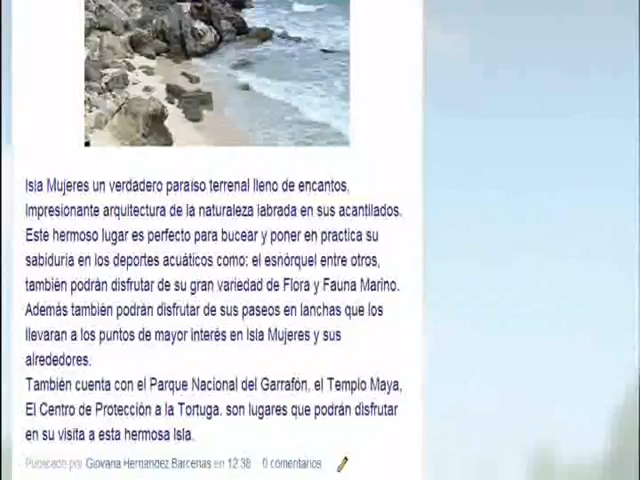 Isla Mujeres un verdadero paraíso terrenal lleno de encantos,
Impresionante arquitectura de la naturaleza labrada en sus acantilados.
Este hermoso lugar es perfecto para bucear y poner en practica su
sabiduría en los deportes acuáticos como: el esnórquel entre otros,
también podrán disfrutar de su gran variedad de Flora y Fauna Marino.
Además también podrán disfrutar de sus paseos en lanchas que los
llevaran a los puntos de mayor interés en Isla Mujeres y sus
alrededores.
También cuenta con el Parque Nacional del Garrafón, el Templo Maya,
El Centro de Protección a la Tortuga. son lugares que podrán disfrutar
en su visita a esta hermosa Isla.
Publicado por Giovana Hernandez Barcenas en 12:38 0 comentarios